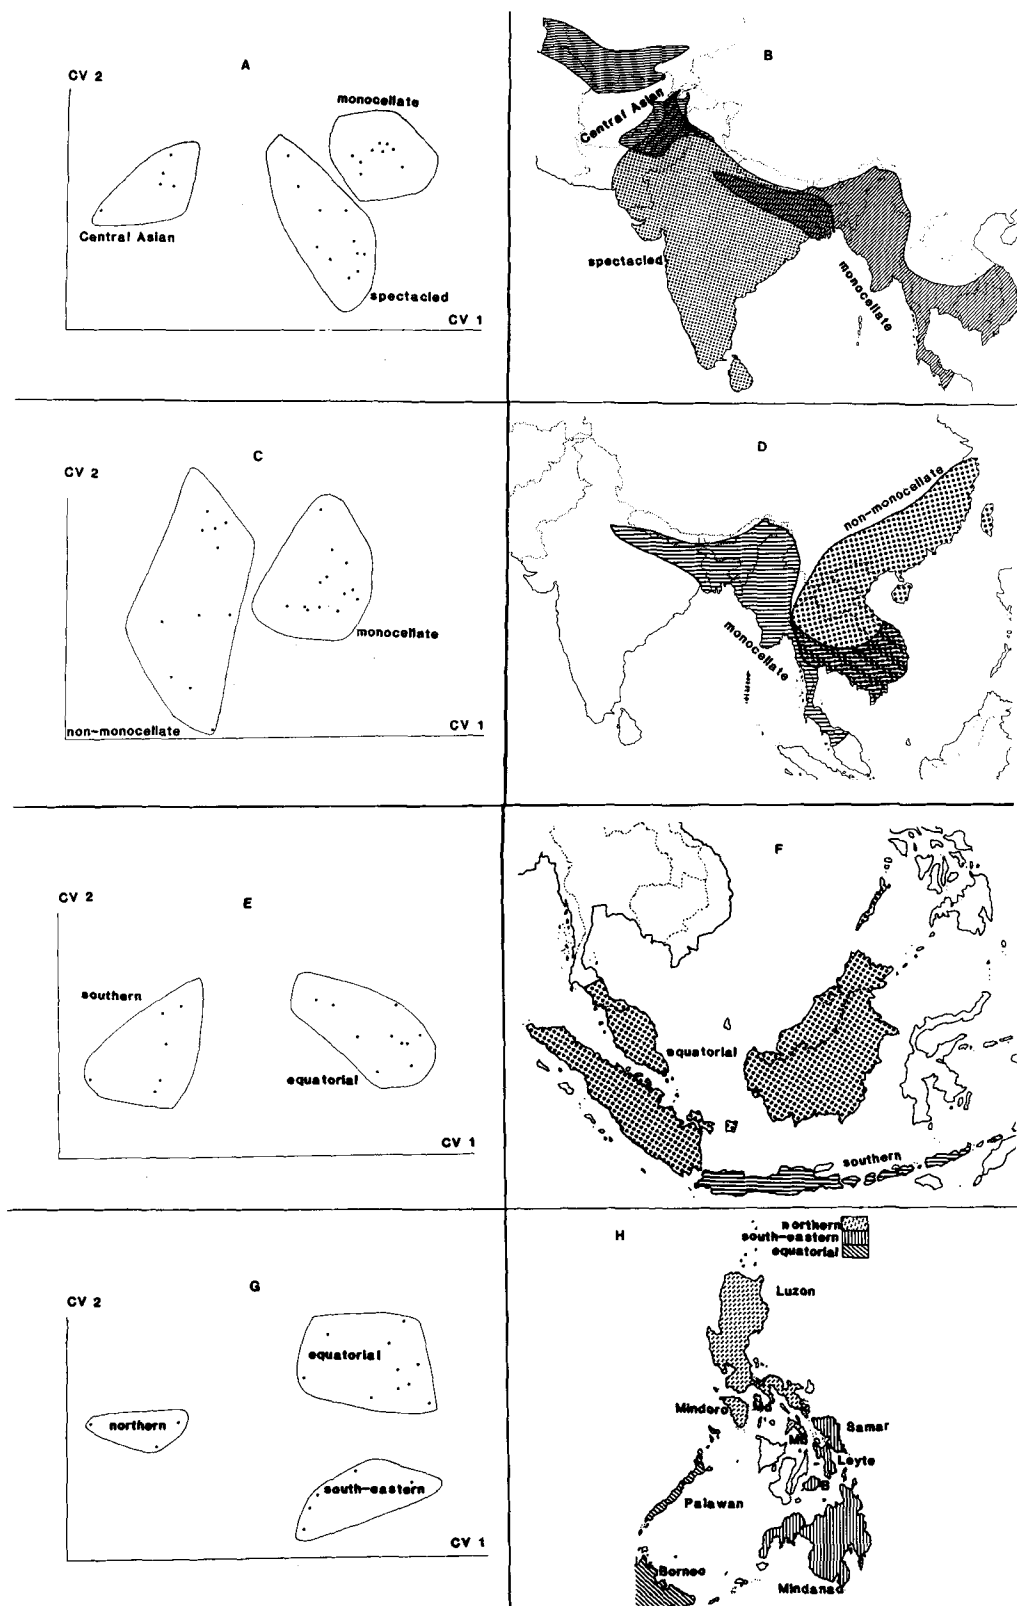 A
CV 2
monocellate
Central Asian
spectacled
CV 1
B
Central Asian
spectacled
monocellate
C
CV 2
monocellate
non-monocellate
CV 1
D
non-monocellate
monocellate
E
CV 2
southern
equatorial
CV 1
F
equatorial
southern
G
CV 2
equatorial
northern
south-eastern
CV 1
H
northern
south-eastern
equatorial
Luzon
Mindoro
Samar
Leyte
B
Palawan
Borneo
Mindanao